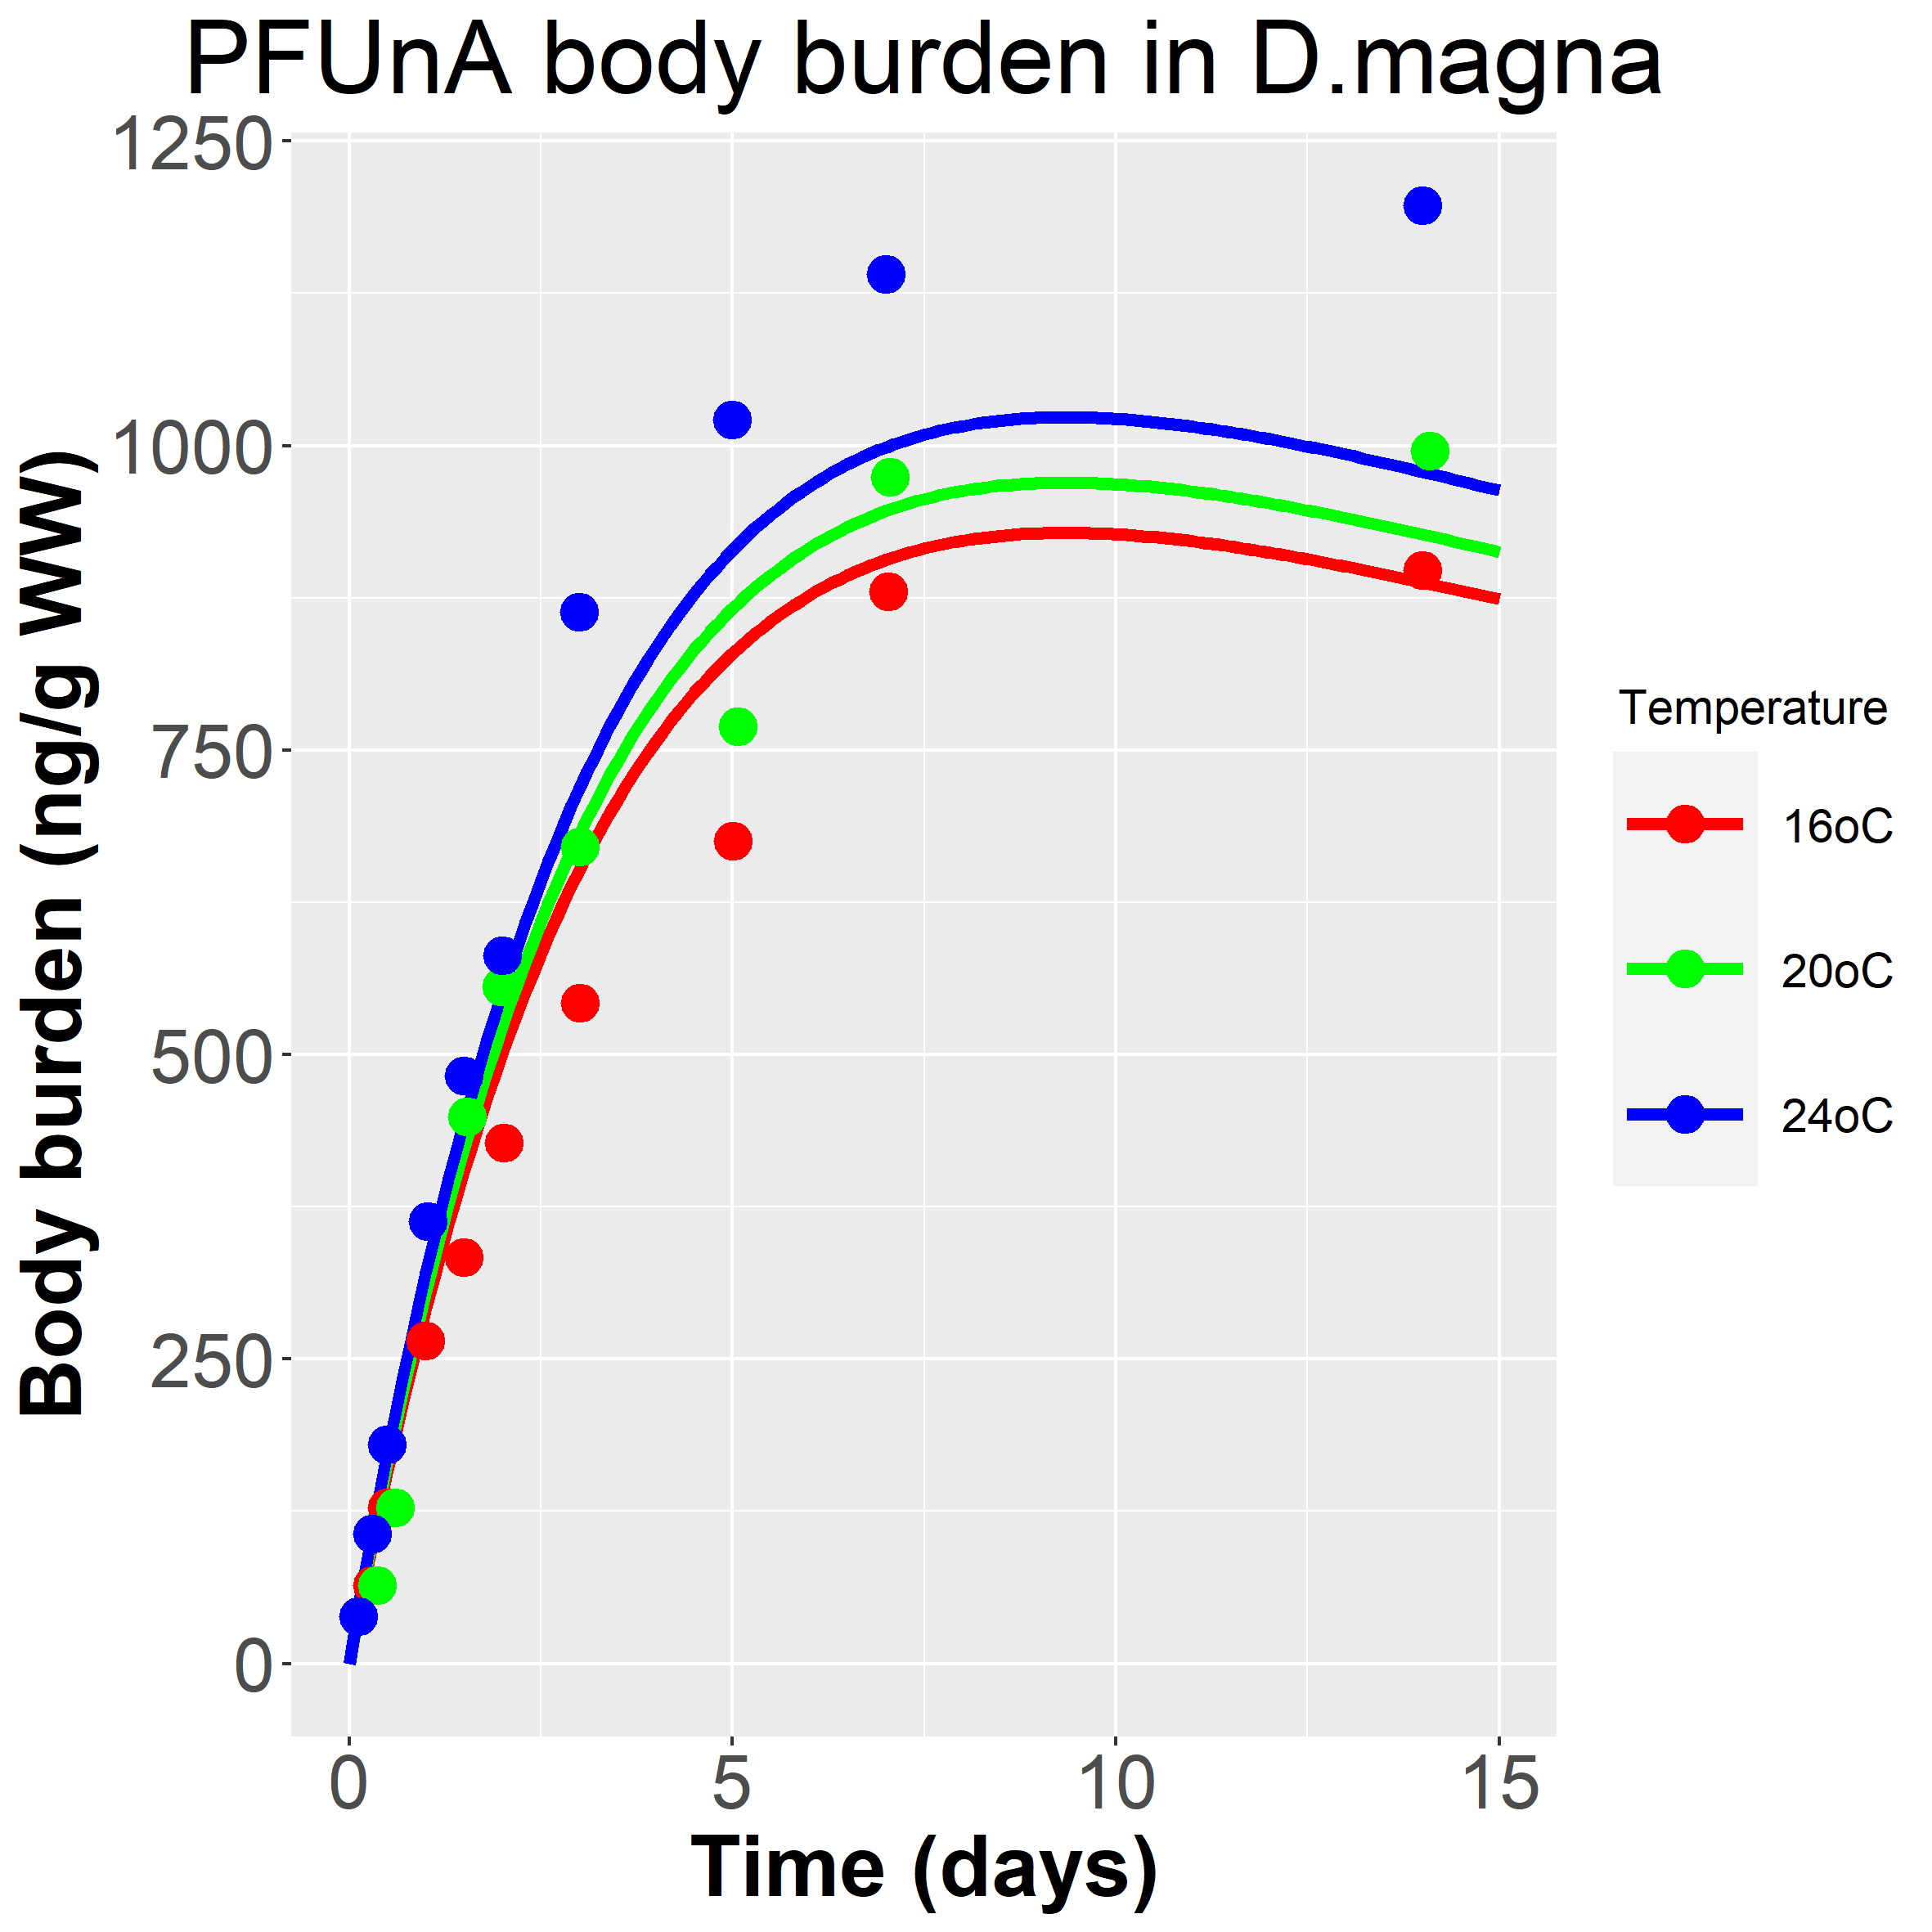 PFUnA body burden in D.magna
1250
1000
750
500
250
0
Body burden (ng/g WW)
0 5 10 15
Time (days)
Temperature
16oC
20oC
24oC